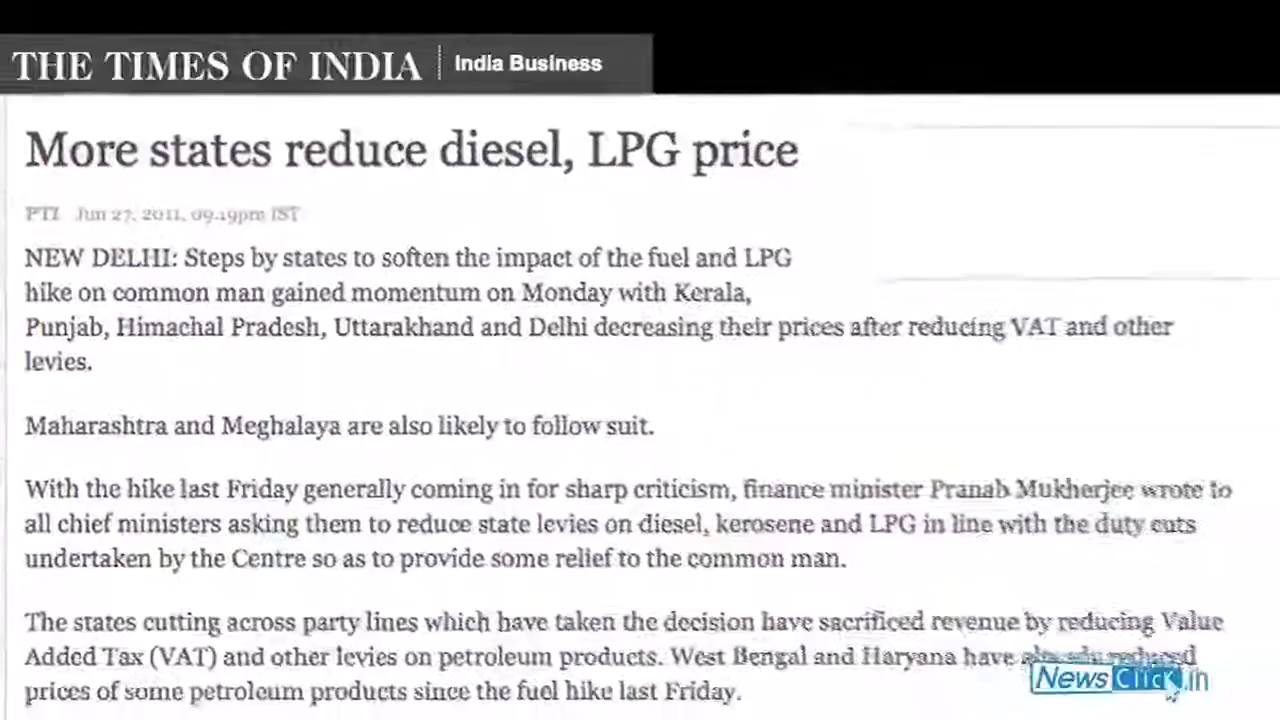 THE TIMES OF INDIA India Business
More states reduce diesel, LPG price
PTI Jun 27, 2011, 09.19pm IST
NEW DELHI: Steps by states to soften the impact of the fuel and LPG
hike on common man gained momentum on Monday with Kerala,
Punjab, Himachal Pradesh, Uttarakhand and Delhi decreasing their prices after reducing VAT and other
levies.
Maharashtra and Meghalaya are also likely to follow suit.
With the hike last Friday generally coming in for sharp criticism, finance minister Pranab Mukherjee wrote to
all chief ministers asking them to reduce state levies on diesel, kerosene and LPG in line with the duty cuts
undertaken by the Centre so as to provide some relief to the common man.
The states cutting across party lines which have taken the decision have sacrificed revenue by reducing Value
Added Tax (VAT) and other levies on petroleum products. West Bengal and Haryana have already reduced
prices of some petroleum products since the fuel hike last Friday.
NewsClick.in